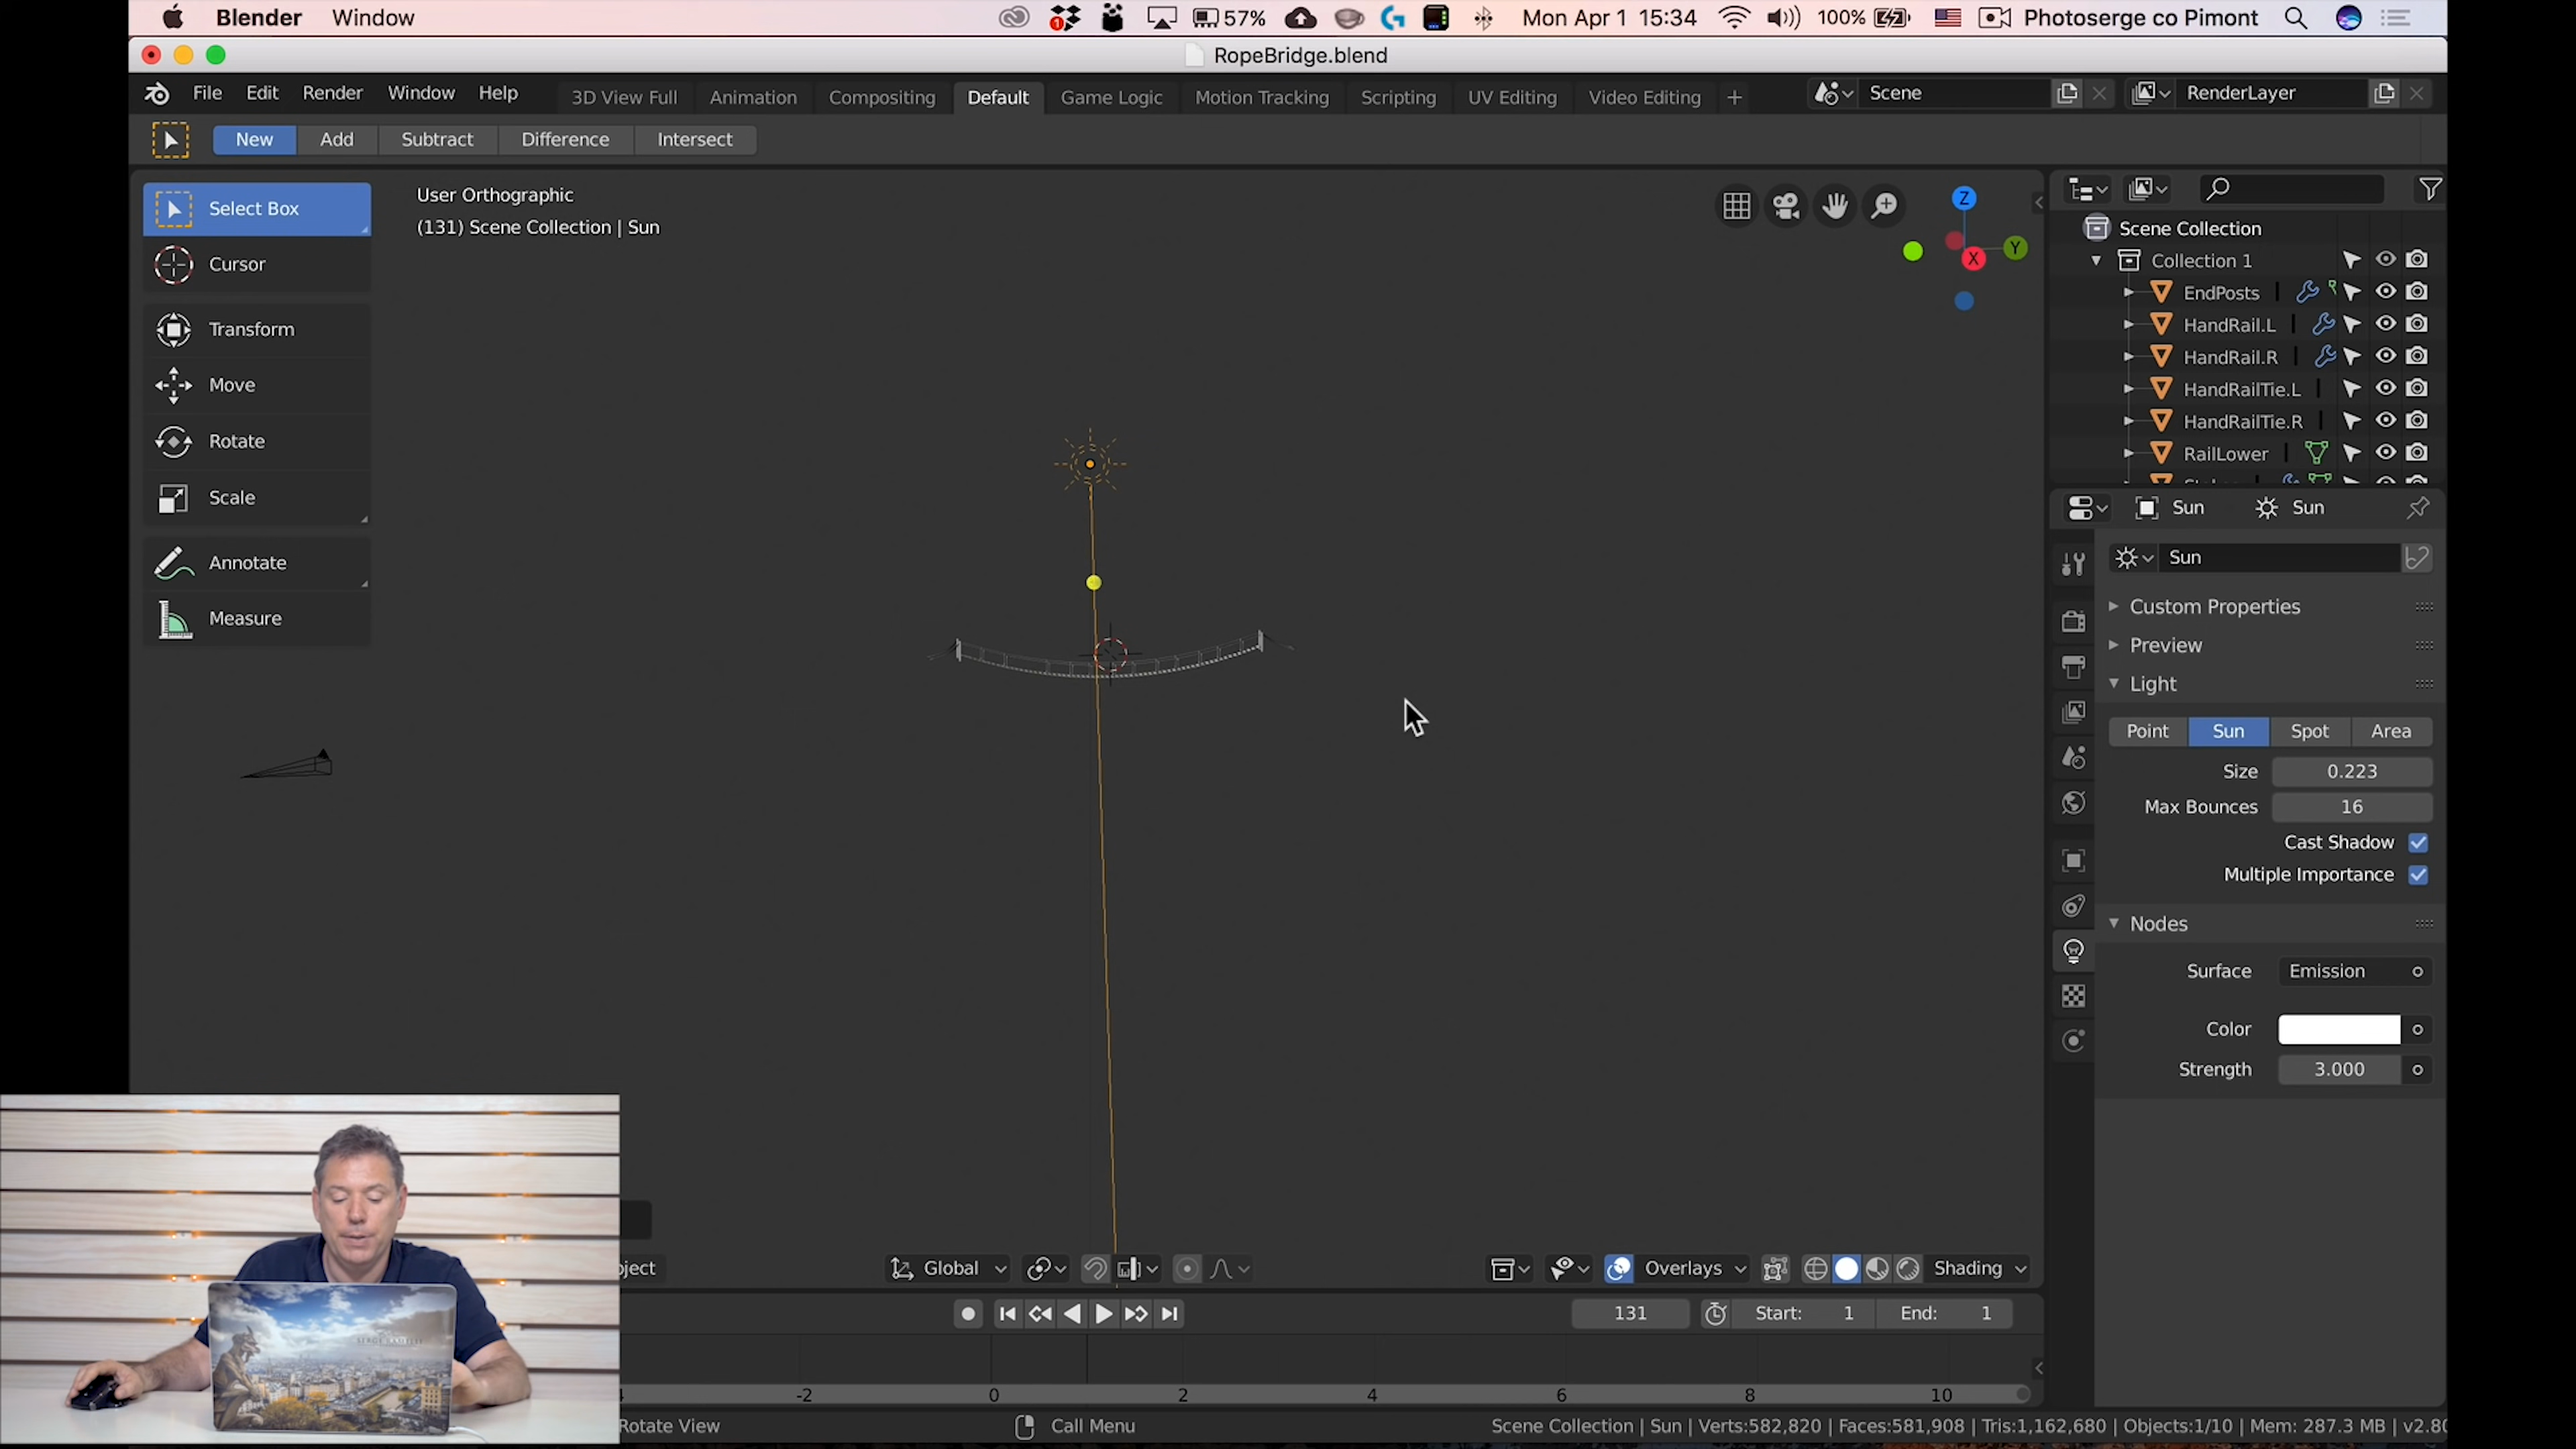 Blender Window 57% Mon Apr 1 15:34 100% Photoserge co Pimont
RopeBridge.blend
File Edit Render Window Help 3D View Full Animation Compositing Default Game Logic Motion Tracking Scripting UV Editing Video Editing + Scene RenderLayer
New Add Subtract Difference Intersect
Select Box
Cursor
Transform
Move
Rotate
Scale
Annotate
Measure
User Orthographic
(131) Scene Collection | Sun
Z
Y
X
Scene Collection
Collection 1
EndPosts
HandRail.L
HandRail.R
HandRailTie.L
HandRailTie.R
RailLower
Sun Sun
Sun
Custom Properties
Preview
Light
Point Sun Spot Area
Size 0.223
Max Bounces 16
Cast Shadow
Multiple Importance
Nodes
Surface Emission
Color
Strength 3.000
ject Global Overlays Shading
131 Start: 1 End: 1
-2 0 2 4 6 8 10
Rotate View Call Menu Scene Collection | Sun | Verts:582,820 | Faces:581,908 | Tris:1,162,680 | Objects:1/10 | Mem: 287.3 MB | v2.80